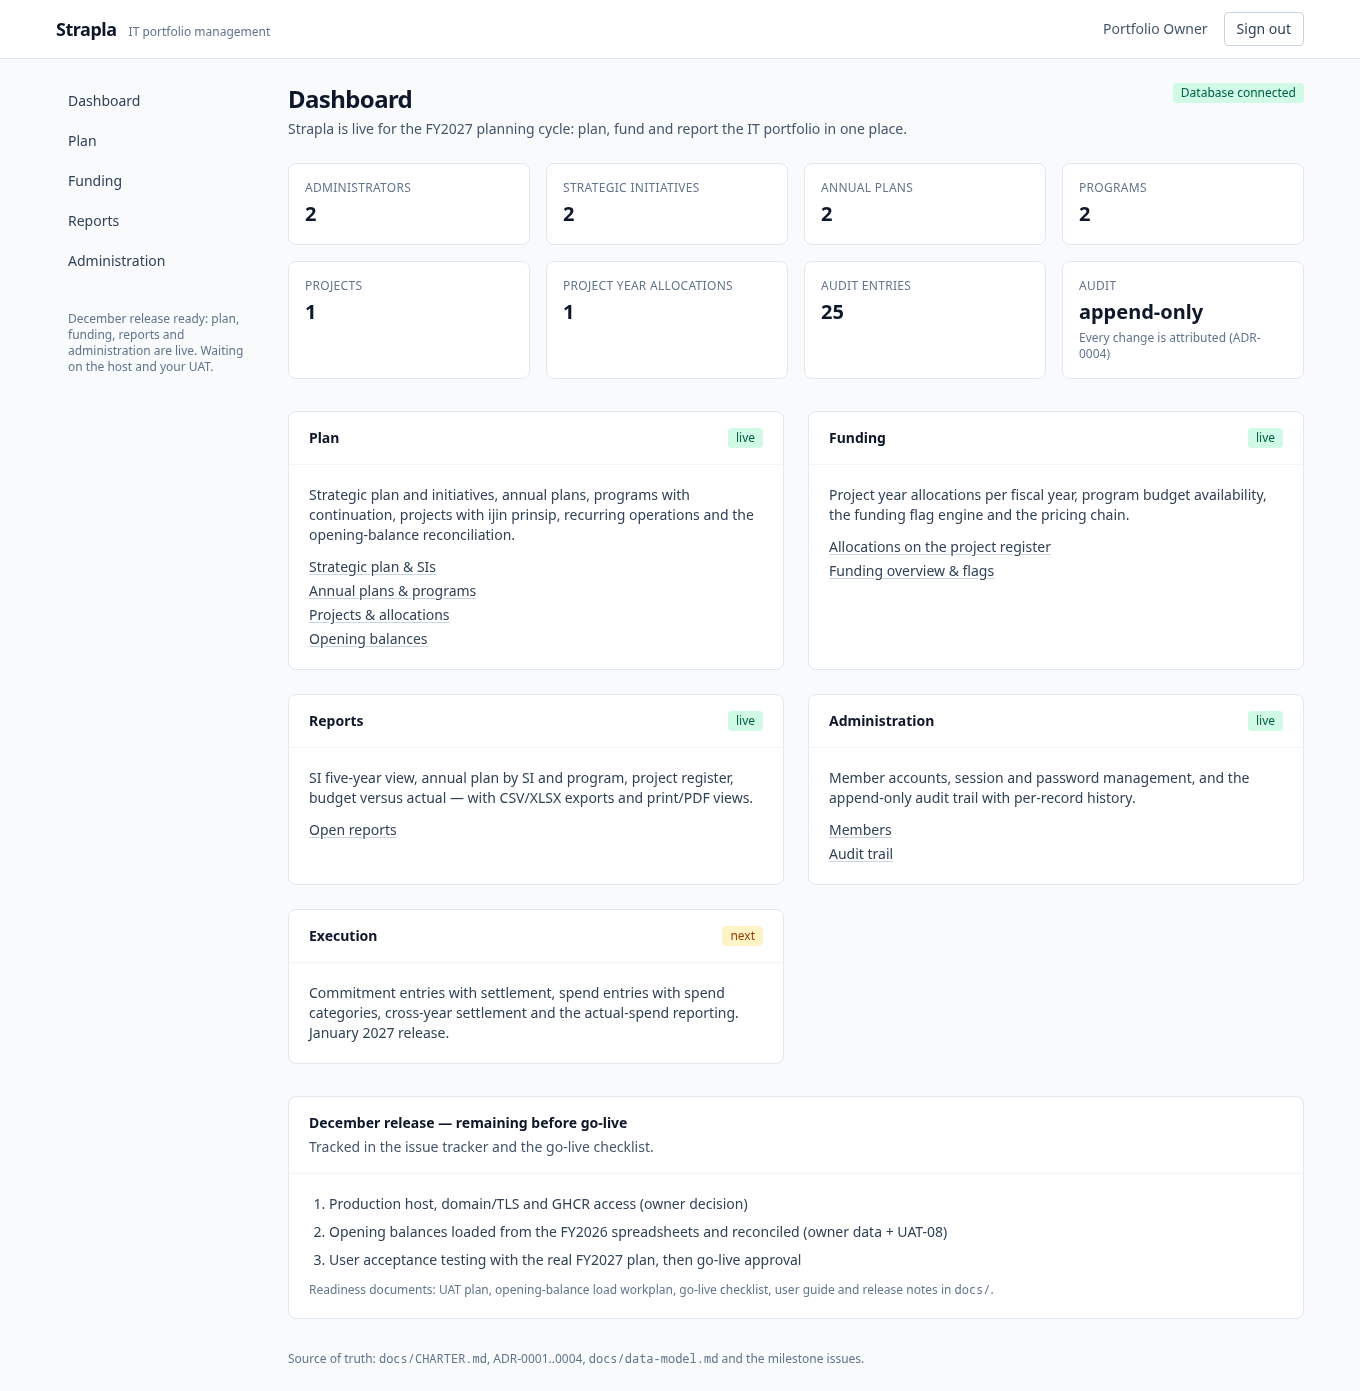 Strapla IT portfolio management
Portfolio Owner
Sign out
Dashboard
Plan
Funding
Reports
Administration
December release ready: plan,
funding, reports and
administration are live. Waiting
on the host and your UAT.
Dashboard
Database connected
Strapla is live for the FY2027 planning cycle: plan, fund and report the IT portfolio in one place.
ADMINISTRATORS
2
STRATEGIC INITIATIVES
2
ANNUAL PLANS
2
PROGRAMS
2
PROJECTS
1
PROJECT YEAR ALLOCATIONS
1
AUDIT ENTRIES
25
AUDIT
append-only
Every change is attributed (ADR-
0004)
Plan
live
Strategic plan and initiatives, annual plans, programs with
continuation, projects with ijin prinsip, recurring operations and the
opening-balance reconciliation.
Strategic plan & SIs
Annual plans & programs
Projects & allocations
Opening balances
Funding
live
Project year allocations per fiscal year, program budget availability,
the funding flag engine and the pricing chain.
Allocations on the project register
Funding overview & flags
Reports
live
SI five-year view, annual plan by SI and program, project register,
budget versus actual — with CSV/XLSX exports and print/PDF views.
Open reports
Administration
live
Member accounts, session and password management, and the
append-only audit trail with per-record history.
Members
Audit trail
Execution
next
Commitment entries with settlement, spend entries with spend
categories, cross-year settlement and the actual-spend reporting.
January 2027 release.
December release — remaining before go-live
Tracked in the issue tracker and the go-live checklist.
1. Production host, domain/TLS and GHCR access (owner decision)
2. Opening balances loaded from the FY2026 spreadsheets and reconciled (owner data + UAT-08)
3. User acceptance testing with the real FY2027 plan, then go-live approval
Readiness documents: UAT plan, opening-balance load workplan, go-live checklist, user guide and release notes in docs/.
Source of truth: docs/CHARTER.md, ADR-0001..0004, docs/data-model.md and the milestone issues.